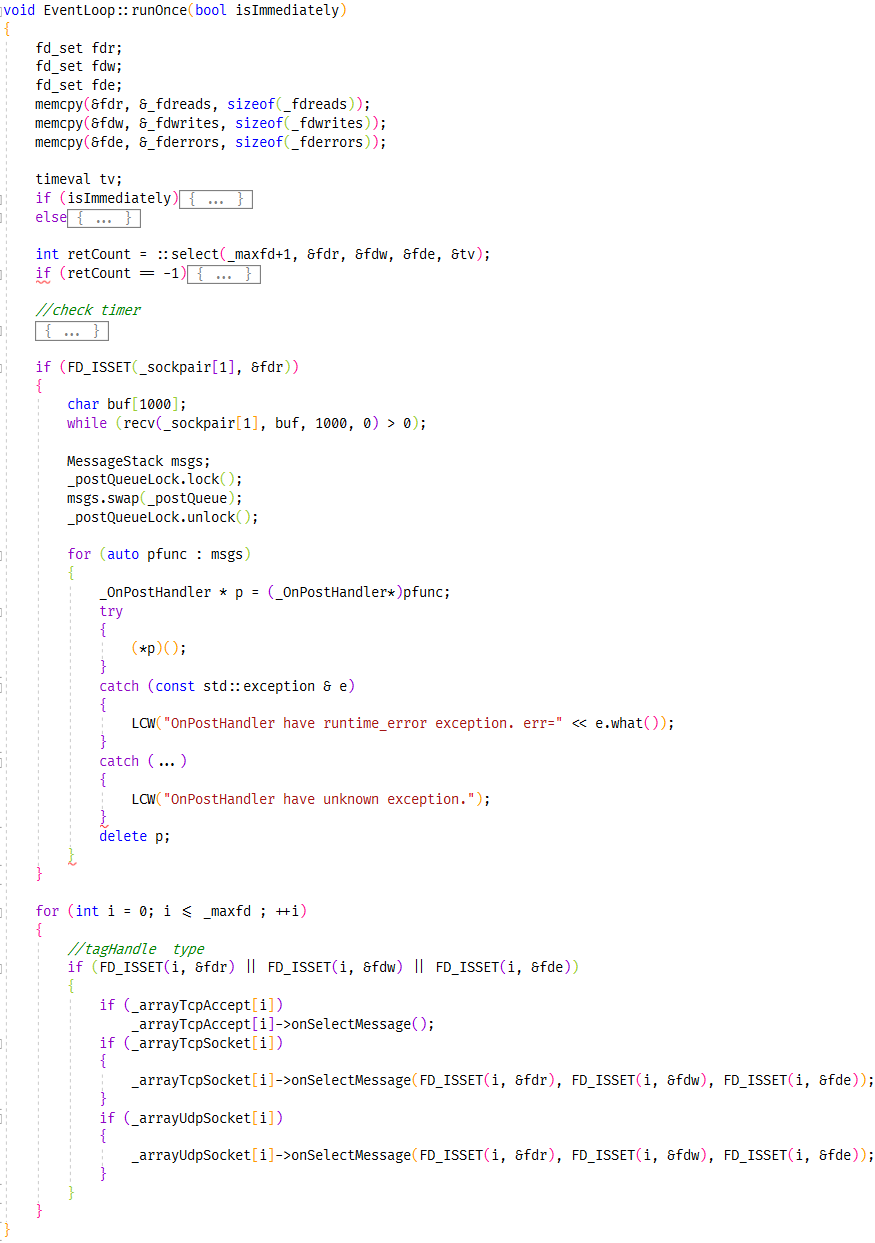 void EventLoop::runOnce(bool isImmediately)
{
    fd_set fdr;
    fd_set fdw;
    fd_set fde;
    memcpy(&fdr, &_fdreads, sizeof(_fdreads));
    memcpy(&fdw, &_fdwrites, sizeof(_fdwrites));
    memcpy(&fde, &_fderrors, sizeof(_fderrors));

    timeval tv;
    if (isImmediately){ ... }
    else{ ... }

    int retCount = ::select(_maxfd+1, &fdr, &fdw, &fde, &tv);
    if (retCount == -1){ ... }

    //check timer
    { ... }

    if (FD_ISSET(_sockpair[1], &fdr))
    {
        char buf[1000];
        while (recv(_sockpair[1], buf, 1000, 0) > 0);

        MessageStack msgs;
        _postQueueLock.lock();
        msgs.swap(_postQueue);
        _postQueueLock.unlock();

        for (auto pfunc : msgs)
        {
            _OnPostHandler * p = (_OnPostHandler*)pfunc;
            try
            {
                (*p)();
            }
            catch (const std::exception & e)
            {
                LCW("OnPostHandler have runtime_error exception. err=" << e.what());
            }
            catch (...)
            {
                LCW("OnPostHandler have unknown exception.");
            }
            delete p;
        }
    }

    for (int i = 0; i <= _maxfd ; ++i)
    {
        //tagHandle  type
        if (FD_ISSET(i, &fdr) || FD_ISSET(i, &fdw) || FD_ISSET(i, &fde))
        {
            if (_arrayTcpAccept[i])
                _arrayTcpAccept[i]->onSelectMessage();
            if (_arrayTcpSocket[i])
            {
                _arrayTcpSocket[i]->onSelectMessage(FD_ISSET(i, &fdr), FD_ISSET(i, &fdw), FD_ISSET(i, &fde));
            }
            if (_arrayUdpSocket[i])
            {
                _arrayUdpSocket[i]->onSelectMessage(FD_ISSET(i, &fdr), FD_ISSET(i, &fdw), FD_ISSET(i, &fde));
            }
        }
    }
}